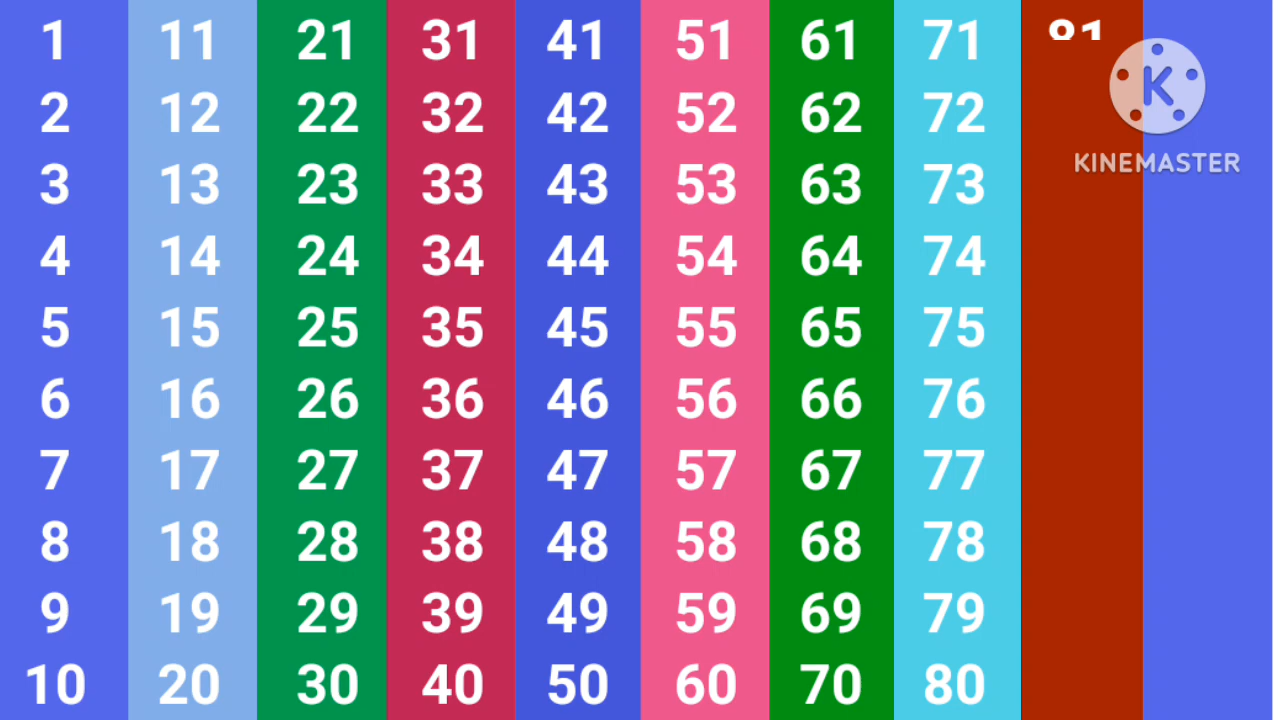 1 11 21 31 41 51 61 71
2 12 22 32 42 52 62 72
3 13 23 33 43 53 63 73
4 14 24 34 44 54 64 74
5 15 25 35 45 55 65 75
6 16 26 36 46 56 66 76
7 17 27 37 47 57 67 77
8 18 28 38 48 58 68 78
9 19 29 39 49 59 69 79
10 20 30 40 50 60 70 80
K
KINEMASTER